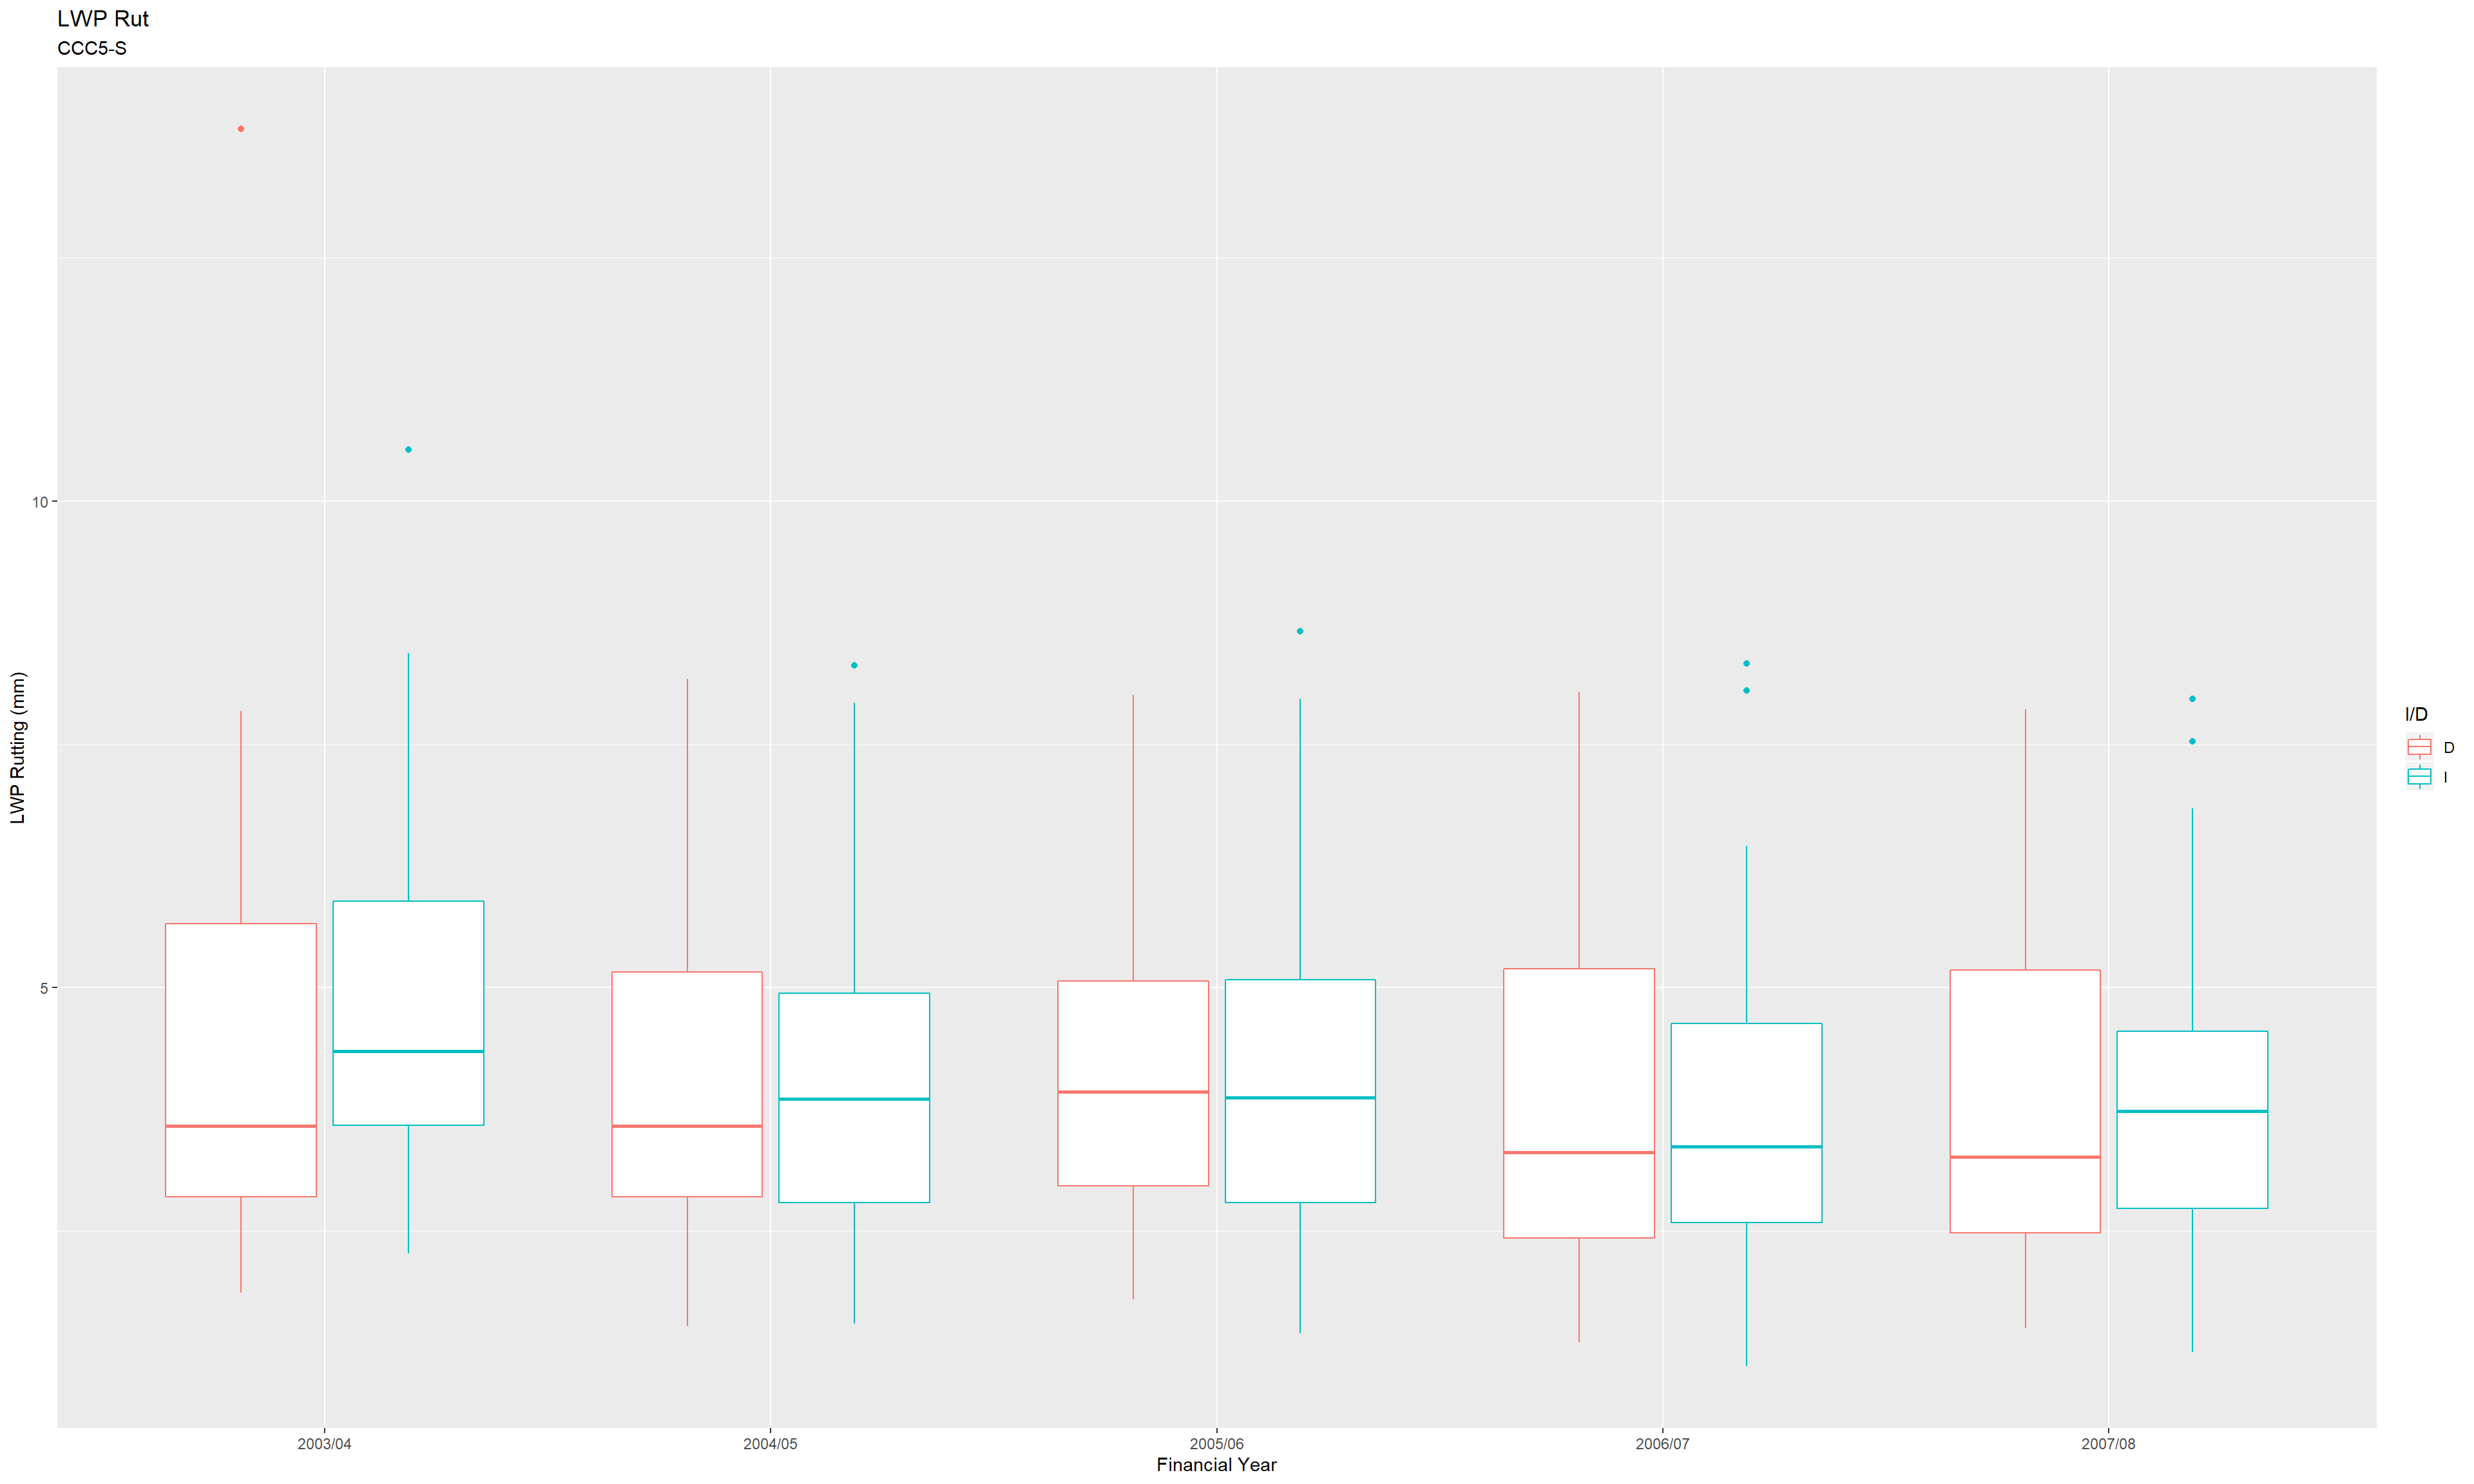 LWP Rut
CCC5-S
LWP Rutting (mm)
10
5
2003/04
2004/05
2005/06
2006/07
2007/08
Financial Year
I/D
D
I